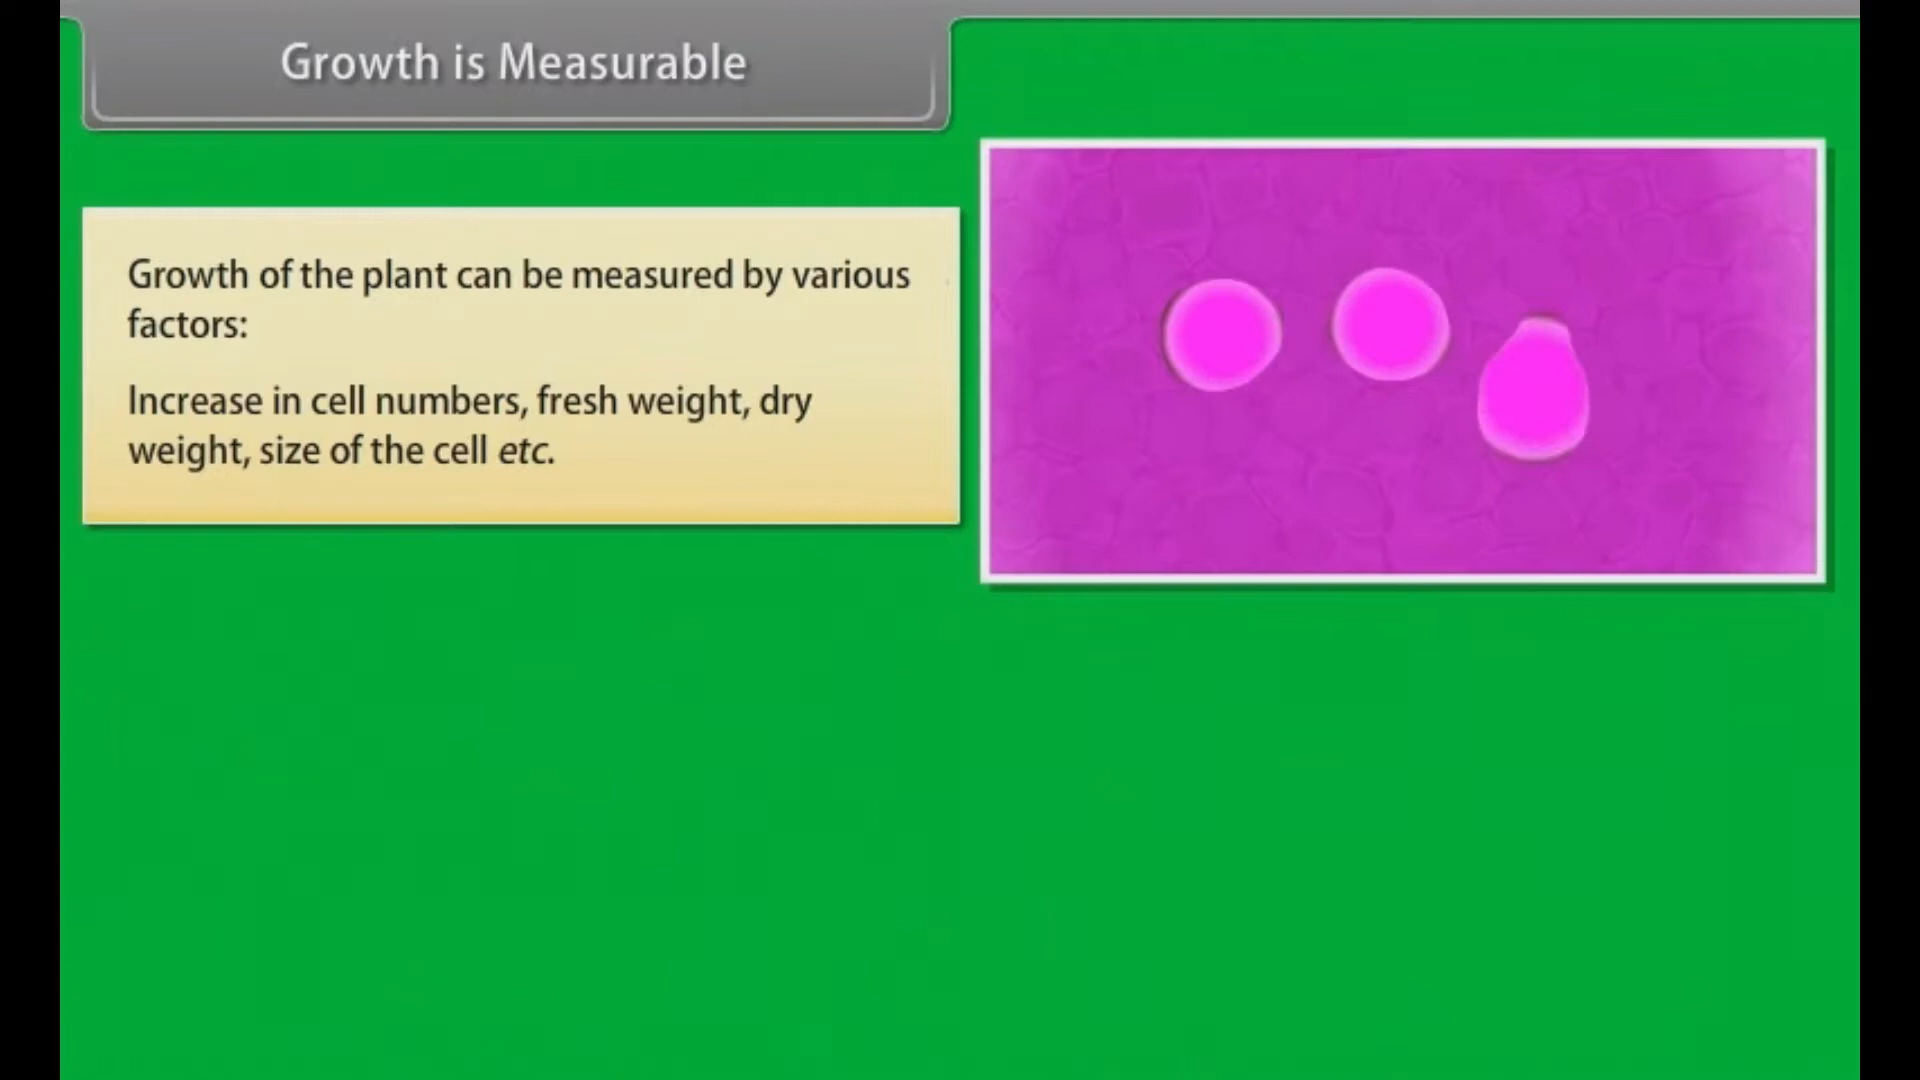 Growth is Measurable
Growth of the plant can be measured by various
factors:
Increase in cell numbers, fresh weight, dry
weight, size of the cell etc.